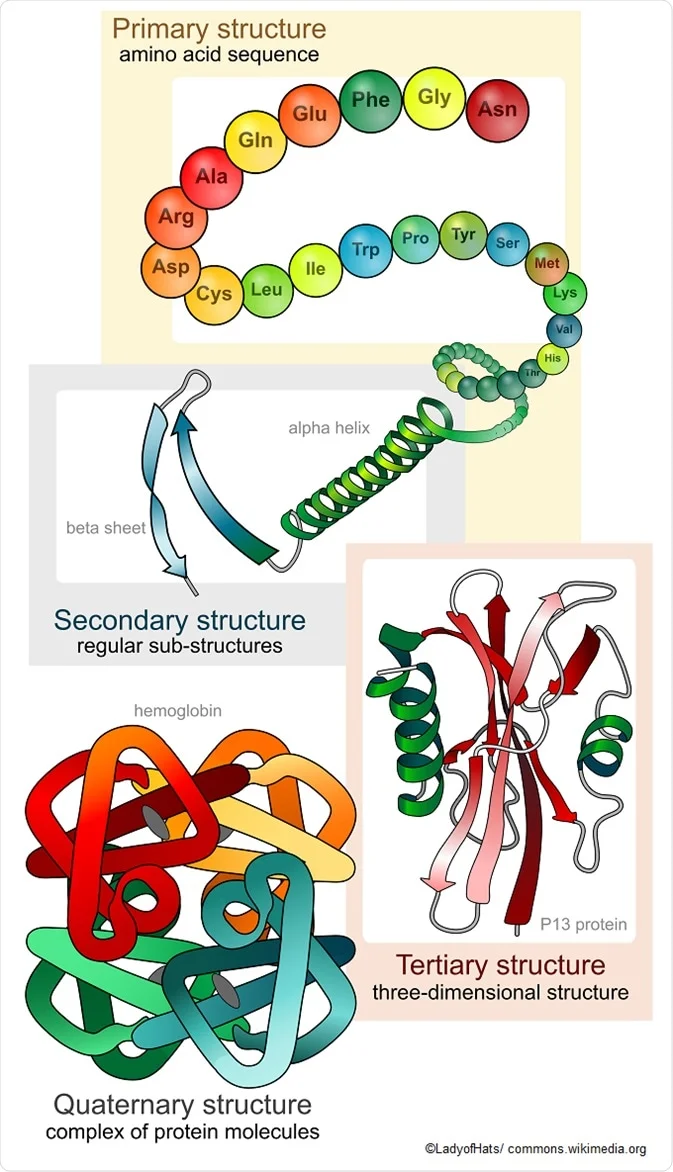 Primary structure
amino acid sequence
Asn
Gly
Phe
Glu
Gln
Ala
Arg
Asp
Cys
Leu
Ile
Trp
Pro
Tyr
Ser
Met
Lys
Val
His
Thr
alpha helix
beta sheet
Secondary structure
regular sub-structures
P13 protein
Tertiary structure
three-dimensional structure
hemoglobin
Quaternary structure
complex of protein molecules
©LadyofHats/ commons.wikimedia.org